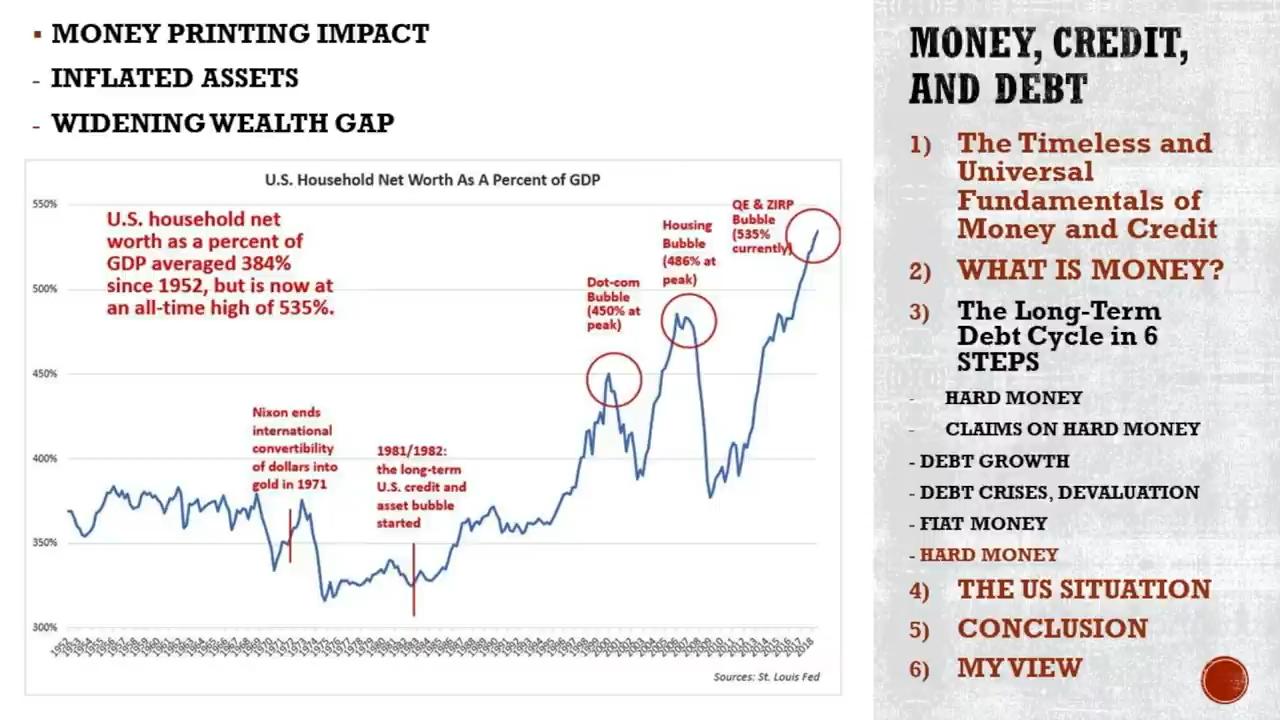 ▪ MONEY PRINTING IMPACT
- INFLATED ASSETS
- WIDENING WEALTH GAP
U.S. Household Net Worth As A Percent of GDP
550%
500%
450%
400%
350%
300%
U.S. household net
worth as a percent of
GDP averaged 384%
since 1952, but is now at
an all-time high of 535%.
Nixon ends
international
convertibility
of dollars into
gold in 1971
1981/1982:
the long-term
U.S. credit and
asset bubble
started
Dot-com
Bubble
(450% at
peak)
Housing
Bubble
(486% at
peak)
QE & ZIRP
Bubble
(535%
currently)
Sources: St. Louis Fed
MONEY, CREDIT,
AND DEBT
1) The Timeless and
Universal
Fundamentals of
Money and Credit
2) WHAT IS MONEY?
3) The Long-Term
Debt Cycle in 6
STEPS
- HARD MONEY
- CLAIMS ON HARD MONEY
- DEBT GROWTH
- DEBT CRISES, DEVALUATION
- FIAT MONEY
- HARD MONEY
4) THE US SITUATION
5) CONCLUSION
6) MY VIEW